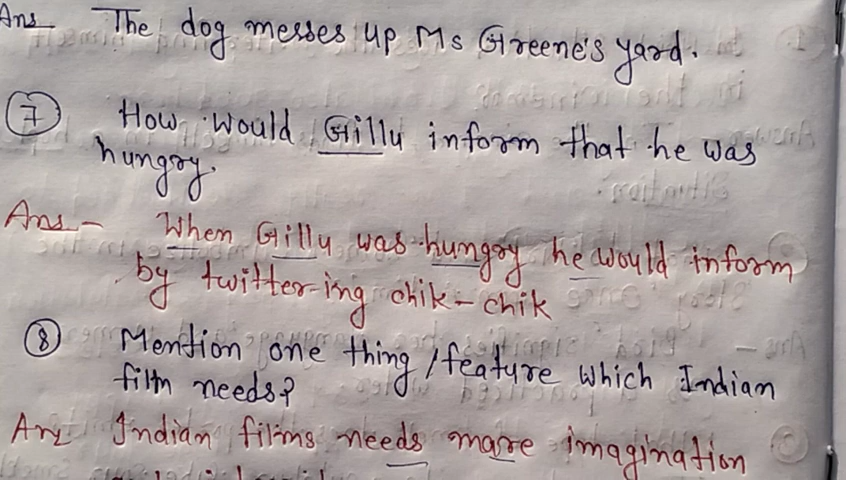 Ans The dog messes up Ms Greene's yard.
7 How would Gillu inform that he was
hungry.
Ans - When Gillu was hungry he would inform
by twitter-ing chik-chik
8 Mention one thing/feature which Indian
film needs?
Ans Indian films needs more imagination